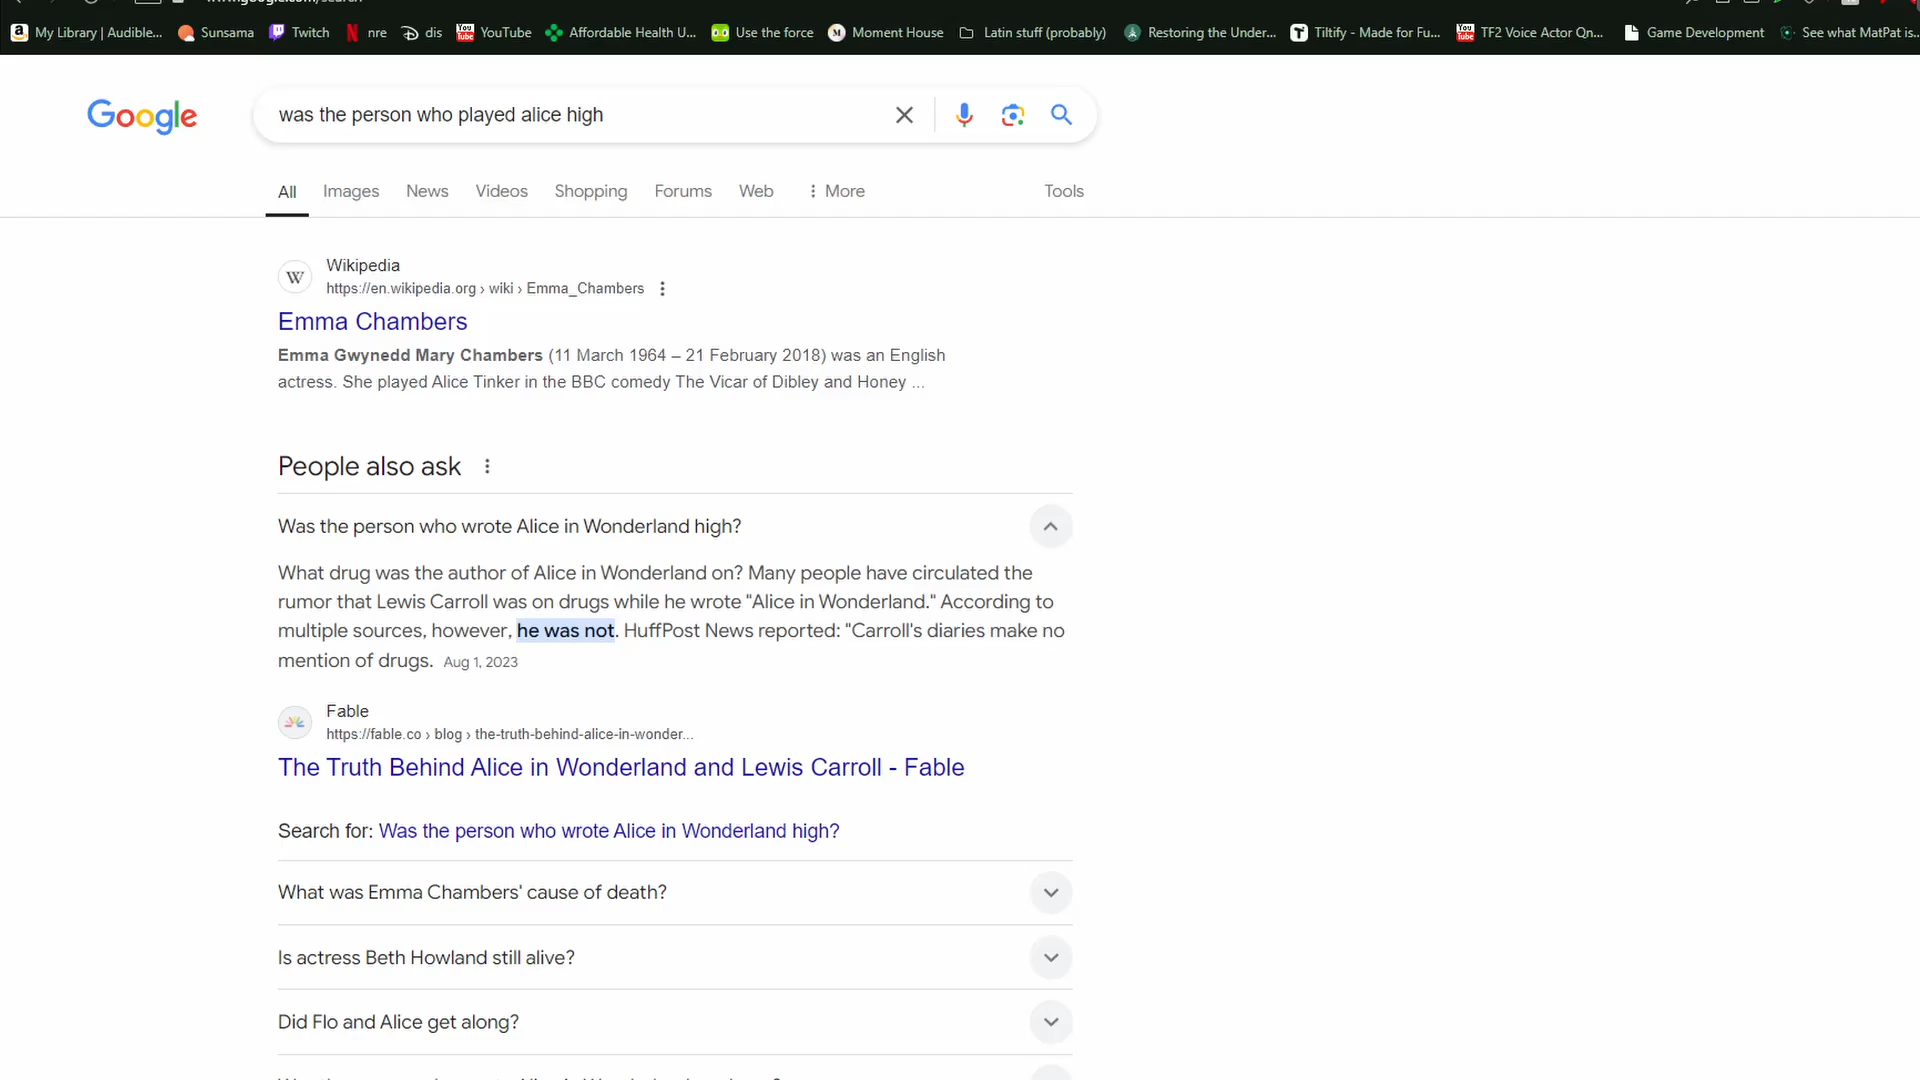 My Library | Audible...
Sunsama
Twitch
nre
dis
YouTube
Affordable Health U...
Use the force
Moment House
Latin stuff (probably)
Restoring the Under...
Tiltify - Made for Fu...
TF2 Voice Actor Qn...
Game Development
See what MatPat is...
Google
was the person who played alice high
All Images News Videos Shopping Forums Web More Tools
Wikipedia
https://en.wikipedia.org › wiki › Emma_Chambers
Emma Chambers
Emma Gwynedd Mary Chambers (11 March 1964 – 21 February 2018) was an English
actress. She played Alice Tinker in the BBC comedy The Vicar of Dibley and Honey ...
People also ask
Was the person who wrote Alice in Wonderland high?
What drug was the author of Alice in Wonderland on? Many people have circulated the
rumor that Lewis Carroll was on drugs while he wrote "Alice in Wonderland." According to
multiple sources, however, he was not. HuffPost News reported: "Carroll's diaries make no
mention of drugs. Aug 1, 2023
Fable
https://fable.co › blog › the-truth-behind-alice-in-wonder...
The Truth Behind Alice in Wonderland and Lewis Carroll - Fable
Search for: Was the person who wrote Alice in Wonderland high?
What was Emma Chambers' cause of death?
Is actress Beth Howland still alive?
Did Flo and Alice get along?